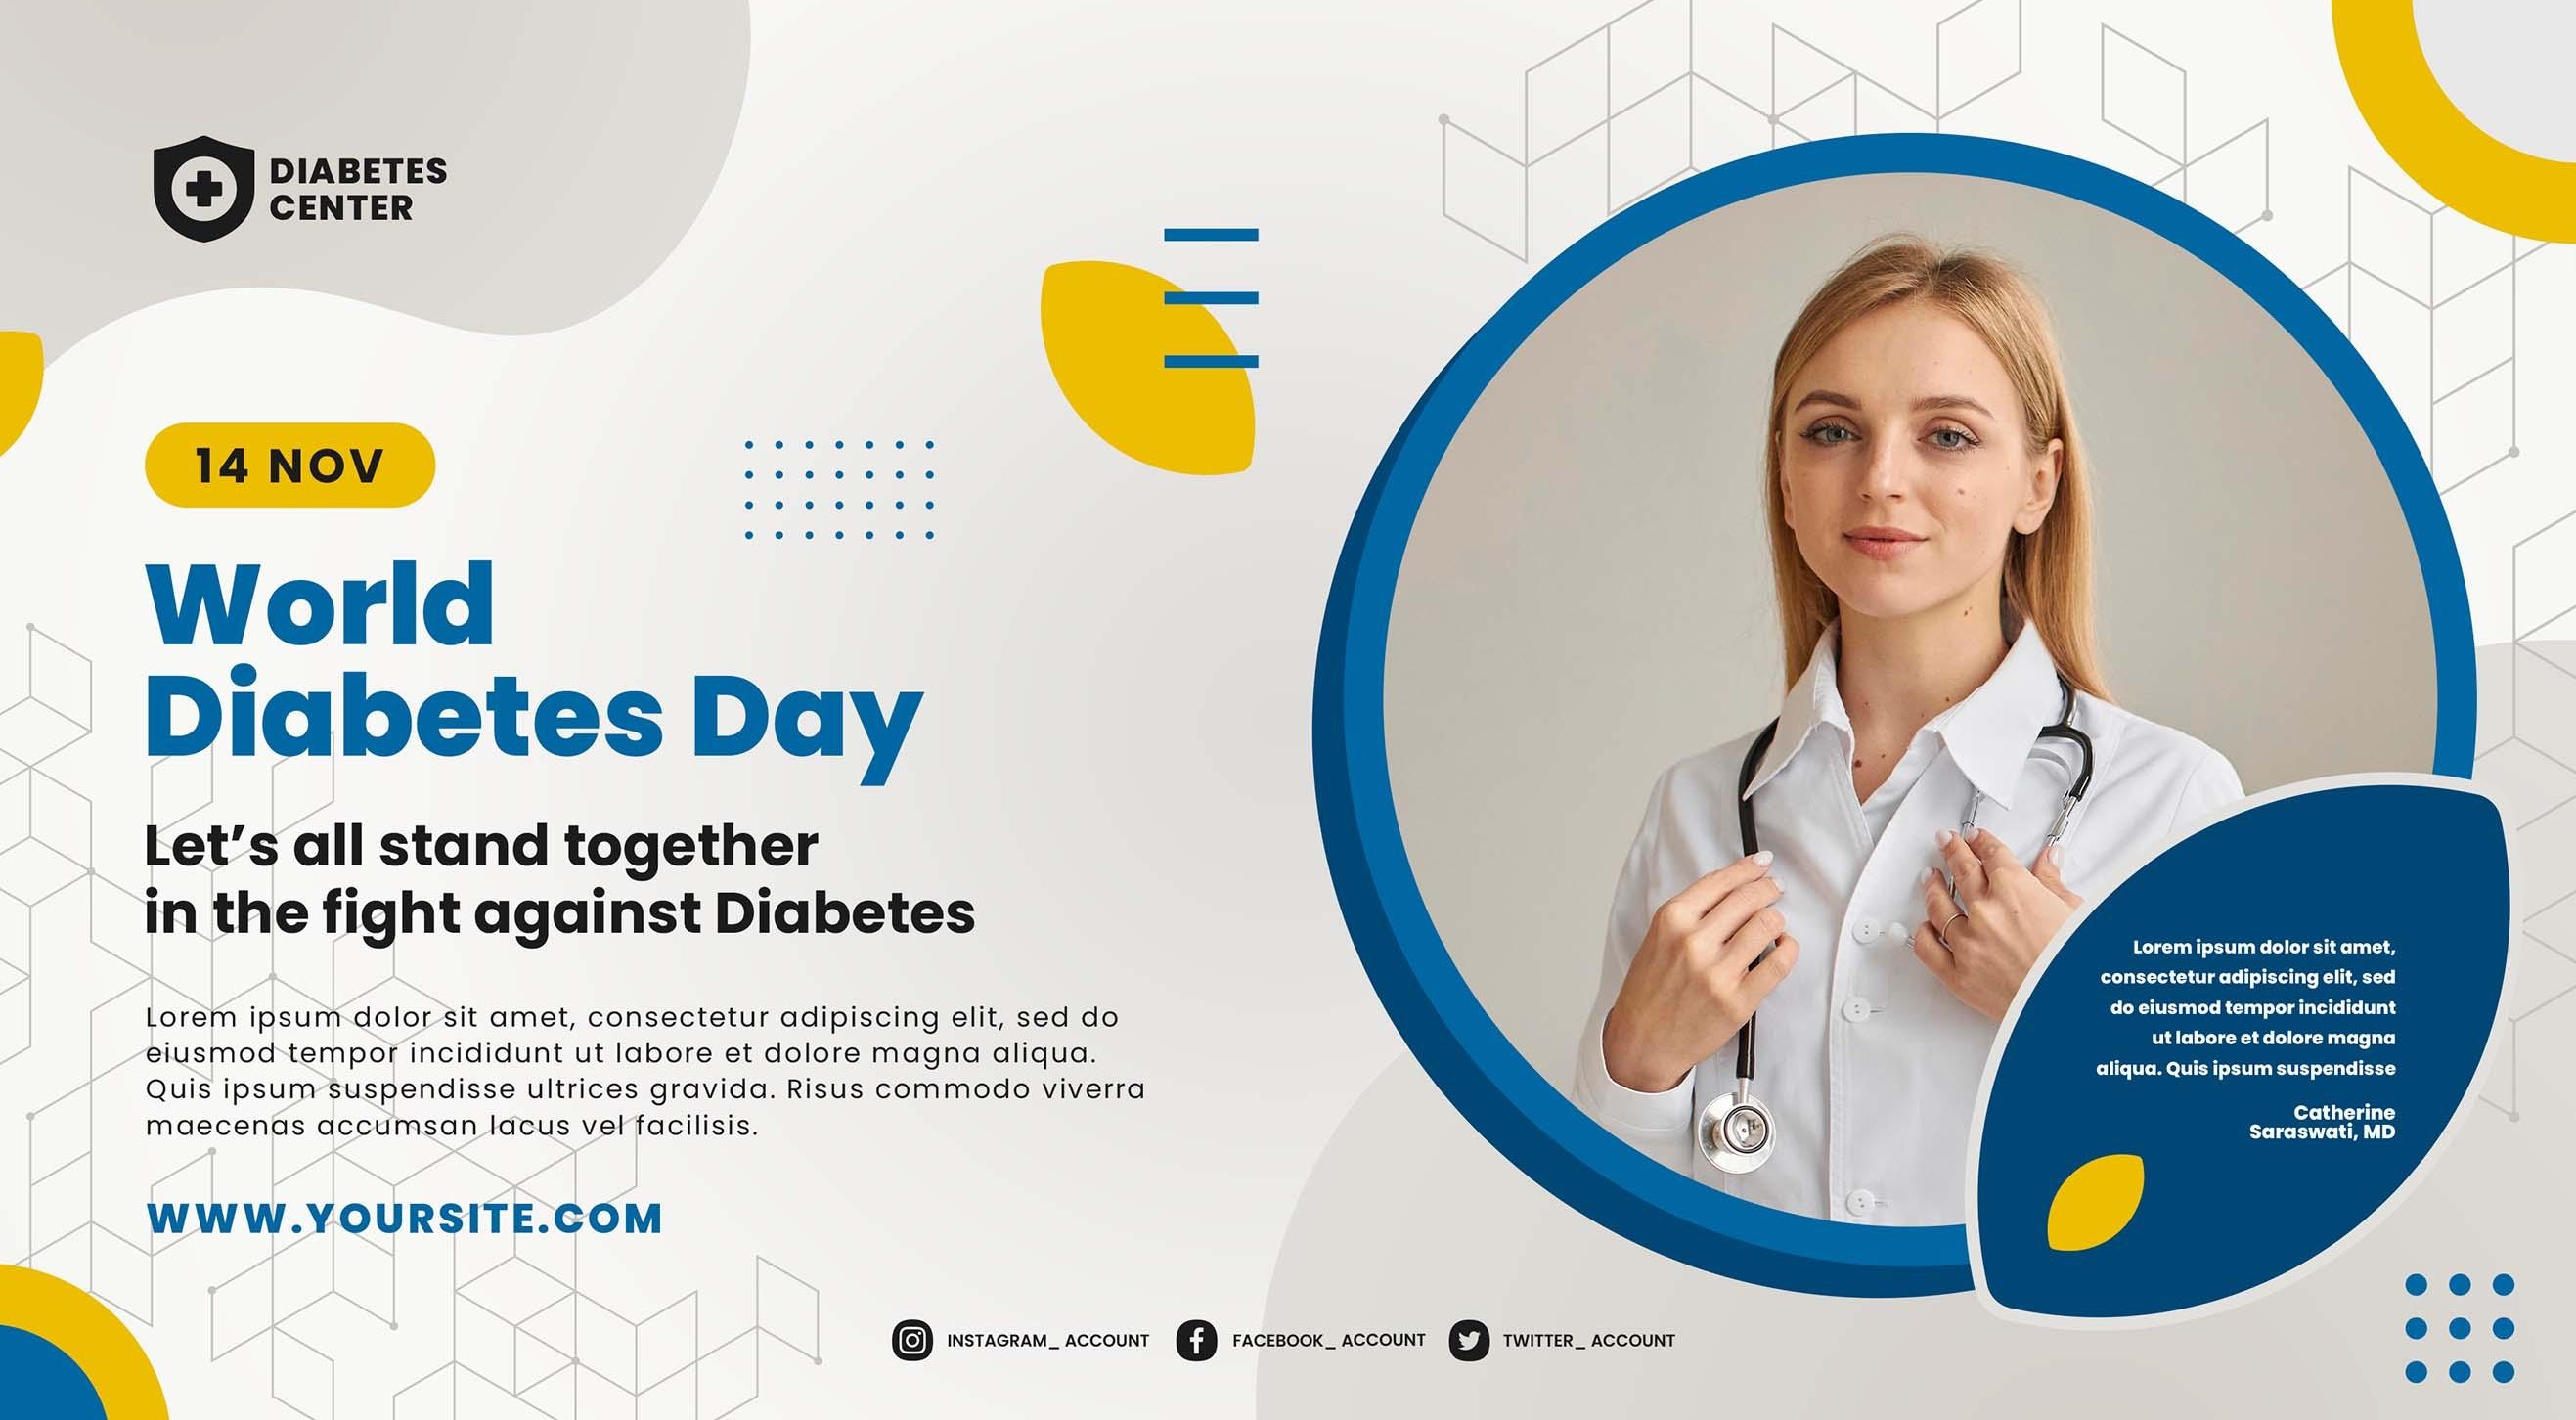 DIABETES
CENTER
14 NOV
World
Diabetes Day
Let’s all stand together
in the fight against Diabetes
Lorem ipsum dolor sit amet, consectetur adipiscing elit, sed do
eiusmod tempor incididunt ut labore et dolore magna aliqua.
Quis ipsum suspendisse ultrices gravida. Risus commodo viverra
maecenas accumsan lacus vel facilisis.
WWW.YOURSITE.COM
Lorem ipsum dolor sit amet,
consectetur adipiscing elit, sed
do eiusmod tempor incididunt
ut labore et dolore magna
aliqua. Quis ipsum suspendisse
Catherine
Saraswati, MD
INSTAGRAM_ ACCOUNT
FACEBOOK_ ACCOUNT
TWITTER_ ACCOUNT